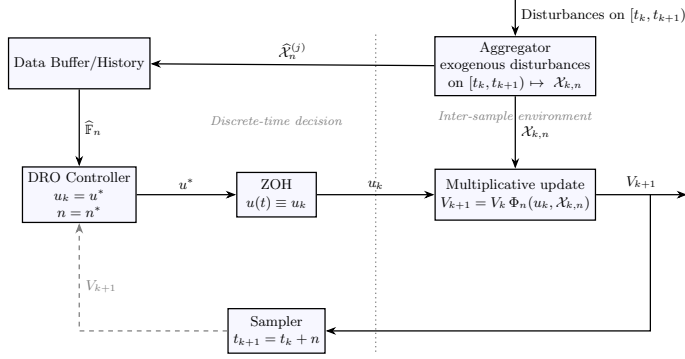 Disturbances on [t_k, t_{k+1})
Data Buffer/History
\widehat{\mathcal{X}}_n^{(j)}
Aggregator
exogenous disturbances
on [t_k, t_{k+1}) ↦ \mathcal{X}_{k,n}
Discrete-time decision
Inter-sample environment
\widehat{\mathbb{F}}_n
\mathcal{X}_{k,n}
DRO Controller
u_k = u^*
n = n^*
u^*
ZOH
u(t) ≡ u_k
u_k
Multiplicative update
V_{k+1} = V_k Φ_n(u_k, \mathcal{X}_{k,n})
V_{k+1}
V_{k+1}
Sampler
t_{k+1} = t_k + n